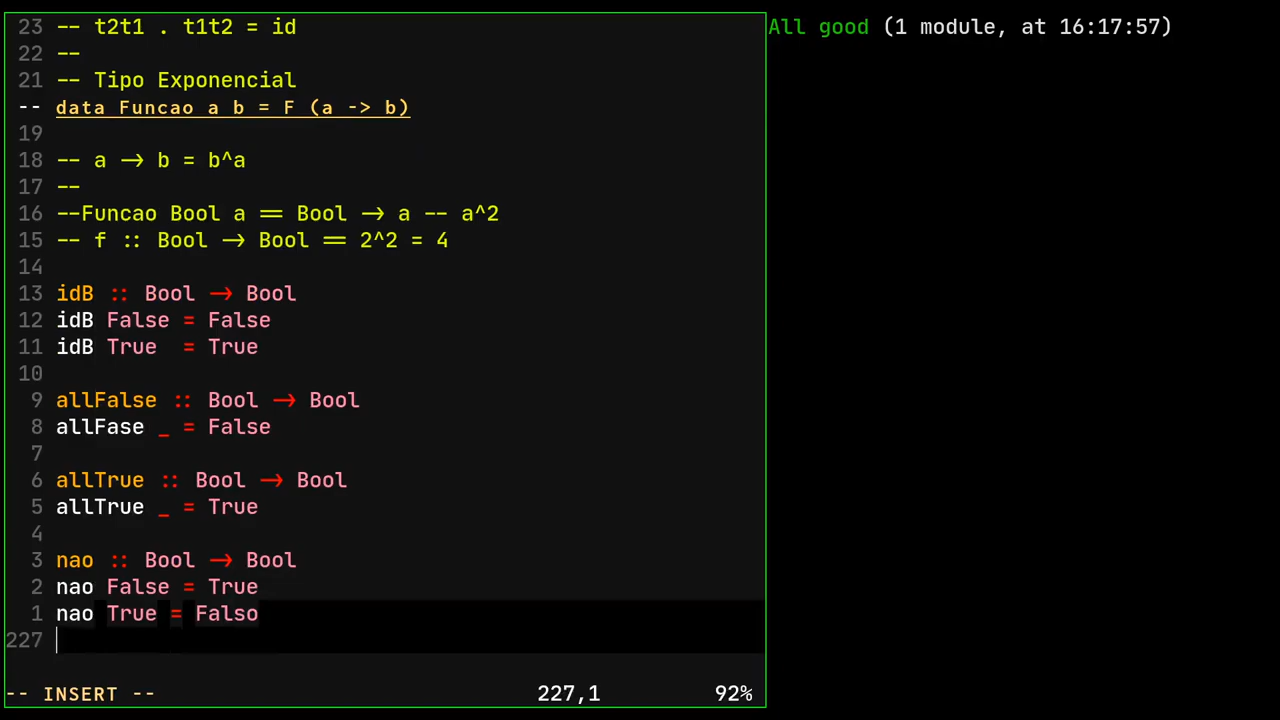 23 -- t2t1 . t1t2 = id
22 --
21 -- Tipo Exponencial
-- data Funcao a b = F (a -> b)
19
18 -- a -> b = b^a
17 --
16 --Funcao Bool a == Bool -> a -- a^2
15 -- f :: Bool -> Bool == 2^2 = 4
14
13 idB :: Bool -> Bool
12 idB False = False
11 idB True  = True
10
9 allFalse :: Bool -> Bool
8 allFase _ = False
7
6 allTrue :: Bool -> Bool
5 allTrue _ = True
4
3 nao :: Bool -> Bool
2 nao False = True
1 nao True = Falso
227
-- INSERT -- 227,1 92%
All good (1 module, at 16:17:57)